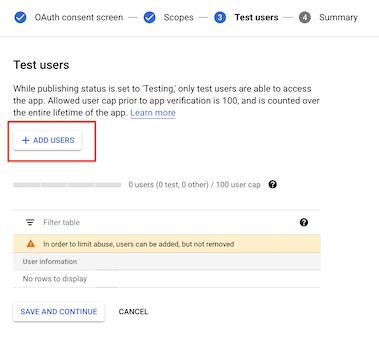 OAuth consent screen — Scopes — 3 Test users — 4 Summary
Test users
While publishing status is set to 'Testing,' only test users are able to access
the app. Allowed user cap prior to app verification is 100, and is counted over
the entire lifetime of the app. Learn more
+ ADD USERS
0 users (0 test, 0 other) / 100 user cap ?
Filter table ?
In order to limit abuse, users can be added, but not removed
User information
No rows to display
SAVE AND CONTINUE CANCEL